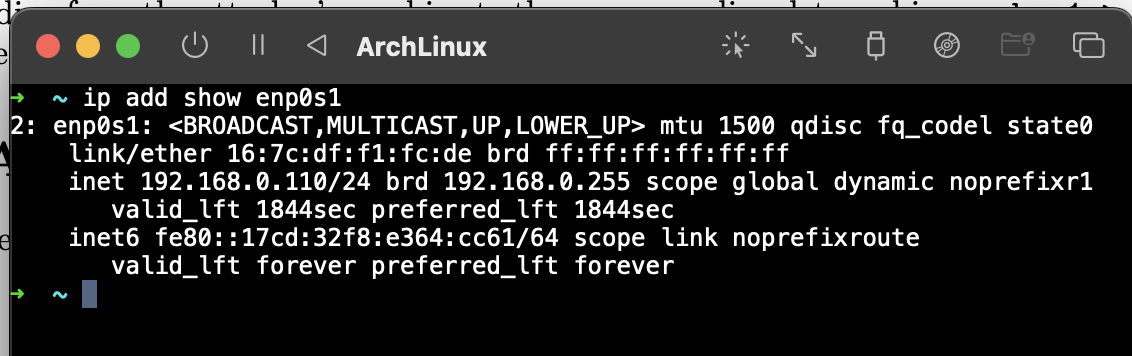 ArchLinux
➜ ~ ip add show enp0s1
2: enp0s1: <BROADCAST,MULTICAST,UP,LOWER_UP> mtu 1500 qdisc fq_codel state0
link/ether 16:7c:df:f1:fc:de brd ff:ff:ff:ff:ff:ff
inet 192.168.0.110/24 brd 192.168.0.255 scope global dynamic noprefixr1
valid_lft 1844sec preferred_lft 1844sec
inet6 fe80::17cd:32f8:e364:cc61/64 scope link noprefixroute
valid_lft forever preferred_lft forever
➜ ~